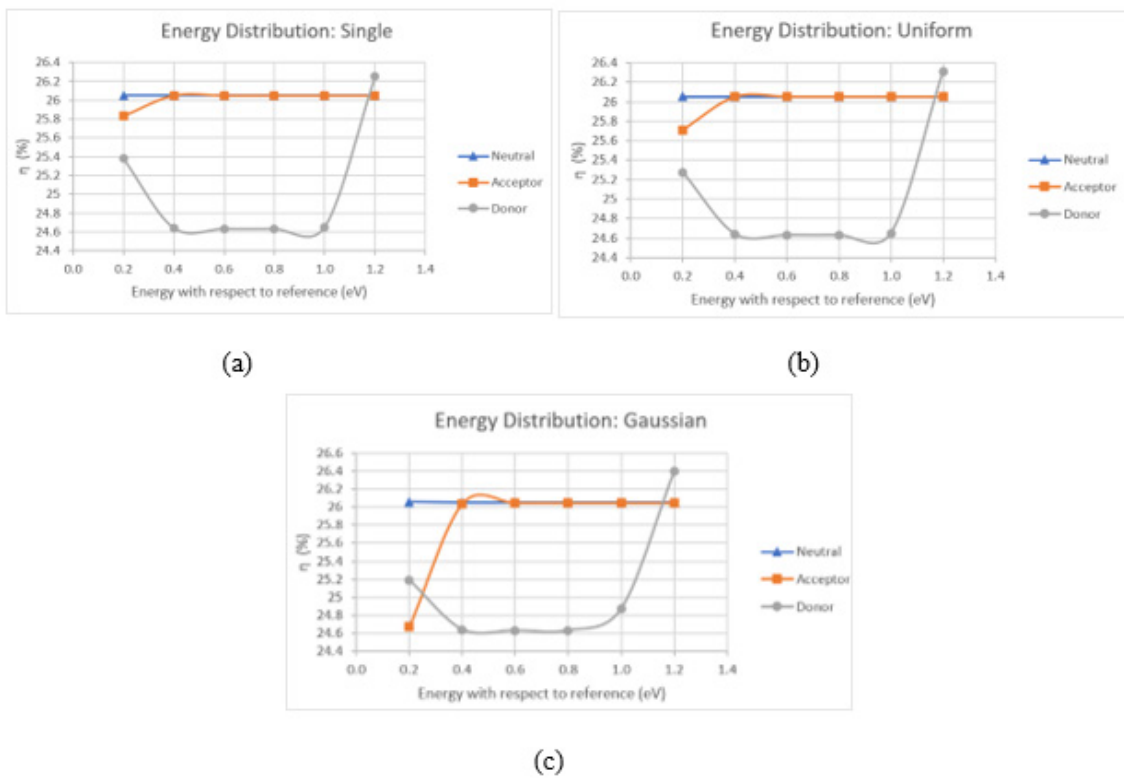 Energy Distribution: Single
26.4
26.2
26
25.8
25.6
25.4
25.2
25
24.8
24.6
24.4
η (%)
0.0 0.2 0.4 0.6 0.8 1.0 1.2 1.4
Energy with respect to reference (eV)
Neutral
Acceptor
Donor
(a)
Energy Distribution: Uniform
26.4
26.2
26
25.8
25.6
25.4
25.2
25
24.8
24.6
24.4
η (%)
0.0 0.2 0.4 0.6 0.8 1.0 1.2 1.4
Energy with respect to reference (eV)
Neutral
Acceptor
Donor
(b)
Energy Distribution: Gaussian
26.6
26.4
26.2
26
25.8
25.6
25.4
25.2
25
24.8
24.6
24.4
η (%)
0.0 0.2 0.4 0.6 0.8 1.0 1.2 1.4
Energy with respect to reference (eV)
Neutral
Acceptor
Donor
(c)